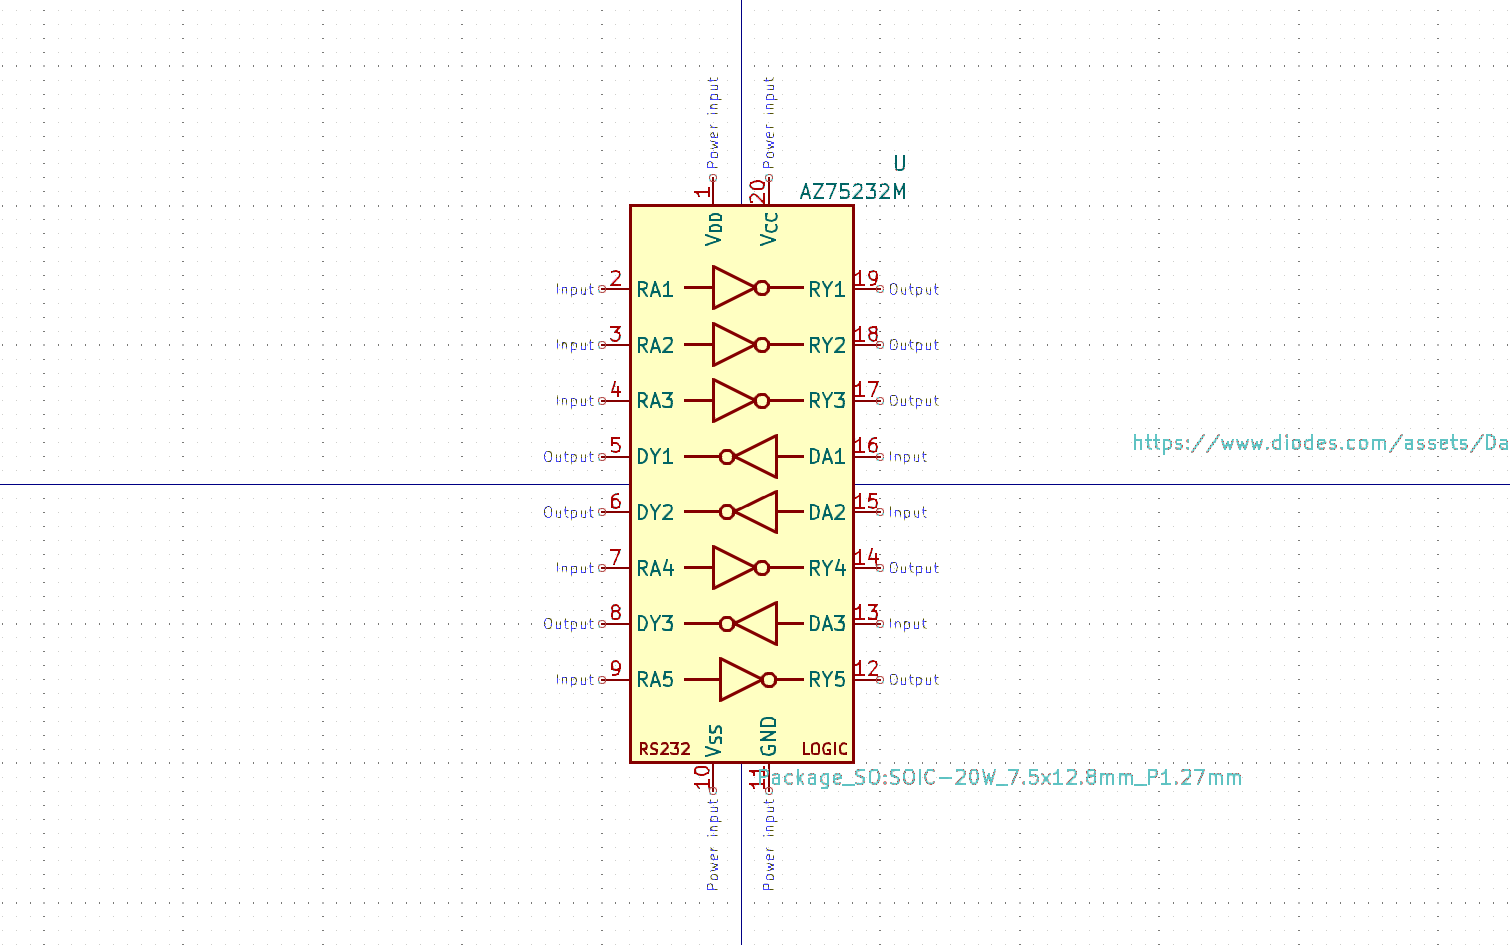 Power input Power input
U
1 20 AZ75232M
VDD VCC
Input 2 RA1 RY1 19 Output
Input 3 RA2 RY2 18 Output
Input 4 RA3 RY3 17 Output
https://www.diodes.com/assets/Da
Output 5 DY1 DA1 16 Input
Output 6 DY2 DA2 15 Input
Input 7 RA4 RY4 14 Output
Output 8 DY3 DA3 13 Input
Input 9 RA5 RY5 12 Output
VSS GND
RS232 LOGIC
10 11 Package_SO:SOIC-20W_7.5x12.8mm_P1.27mm
Power input Power input